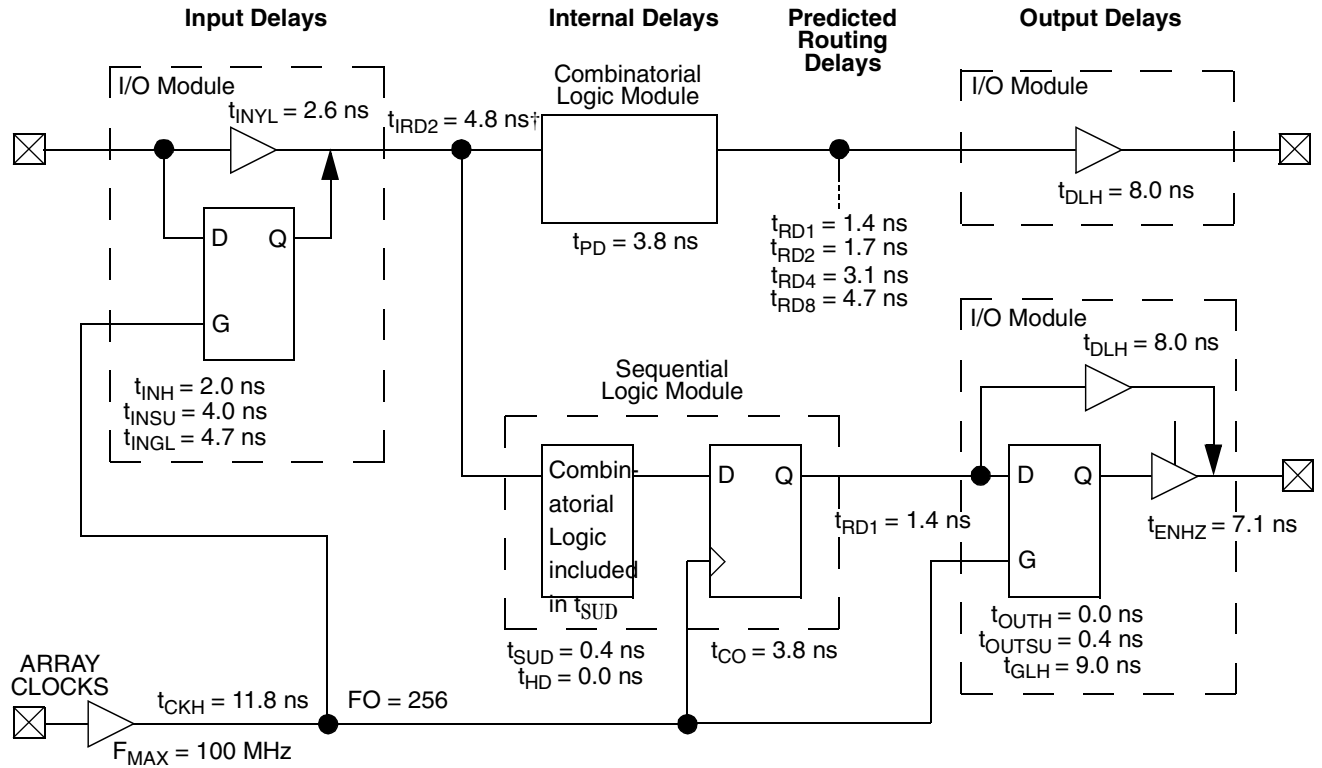 Input Delays
Internal Delays
Predicted
Routing
Delays
Output Delays
I/O Module
tINYL = 2.6 ns
tIRD2 = 4.8 ns†
Combinatorial
Logic Module
I/O Module
tDLH = 8.0 ns
D Q
G
tPD = 3.8 ns
tRD1 = 1.4 ns
tRD2 = 1.7 ns
tRD4 = 3.1 ns
tRD8 = 4.7 ns
tINH = 2.0 ns
tINSU = 4.0 ns
tINGL = 4.7 ns
Sequential
Logic Module
I/O Module
tDLH = 8.0 ns
Combin-
atorial
Logic
included
in tSUD
D Q
tRD1 = 1.4 ns
D Q
G
tENHZ = 7.1 ns
tSUD = 0.4 ns
tHD = 0.0 ns
tCO = 3.8 ns
tOUTH = 0.0 ns
tOUTSU = 0.4 ns
tGLH = 9.0 ns
ARRAY
CLOCKS
tCKH = 11.8 ns
FO = 256
FMAX = 100 MHz